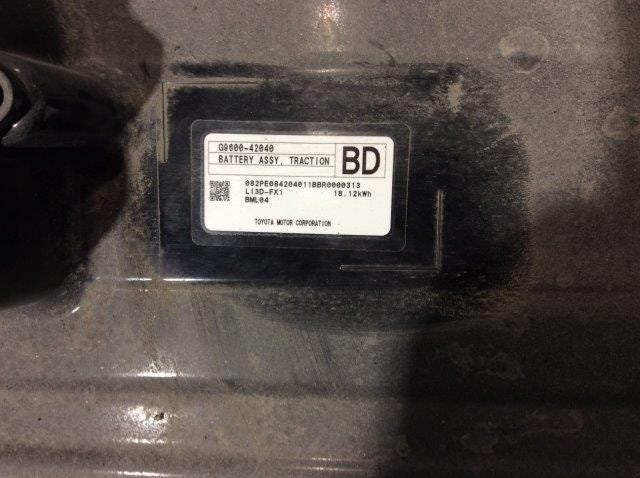 G9600-42040
BATTERY ASSY, TRACTION
BD
082PE084204011BBR0000313
LI3D-FX1 18.12kWh
BML04
TOYOTA MOTOR CORPORATION